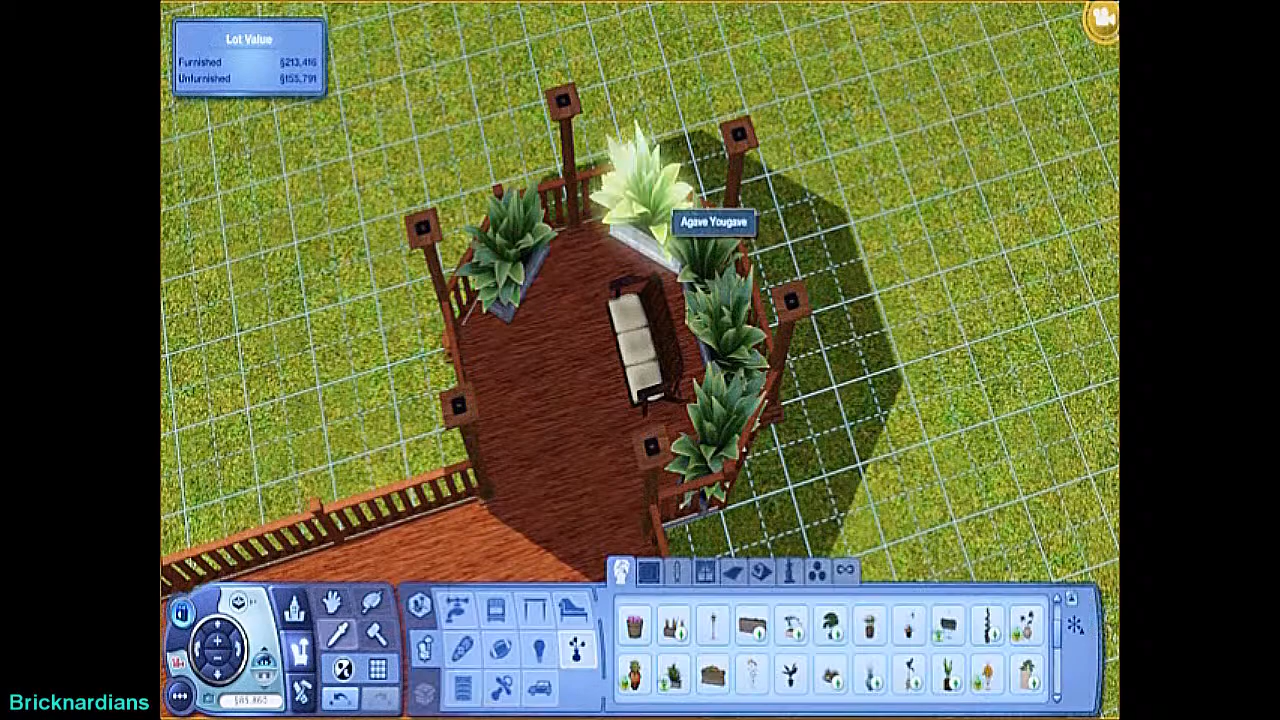 Lot Value
Furnished §213,416
Unfurnished §155,791
Agave Yougave
Bricknardians